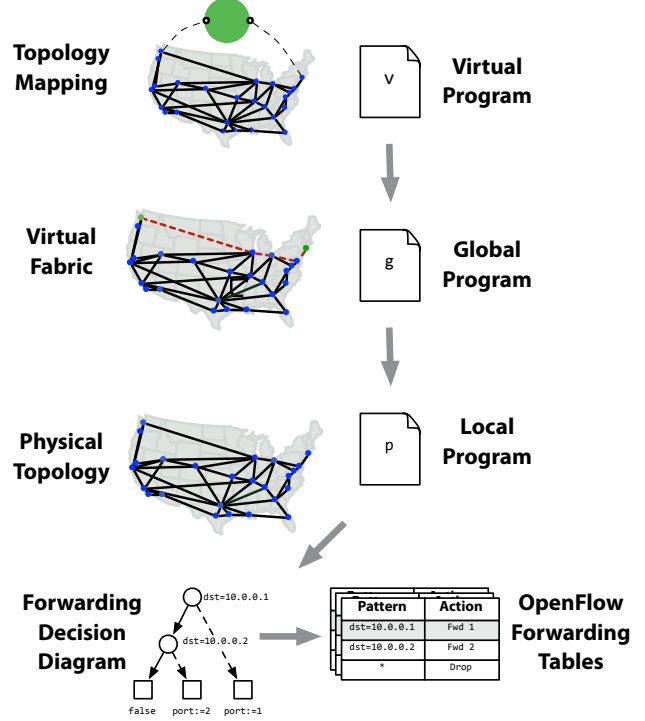 Topology
Mapping
v
Virtual
Program
Virtual
Fabric
g
Global
Program
Physical
Topology
p
Local
Program
Forwarding
Decision
Diagram
dst=10.0.0.1
dst=10.0.0.2
false port:=2 port:=1
Pattern Action
dst=10.0.0.1 Fwd 1
dst=10.0.0.2 Fwd 2
* Drop
OpenFlow
Forwarding
Tables